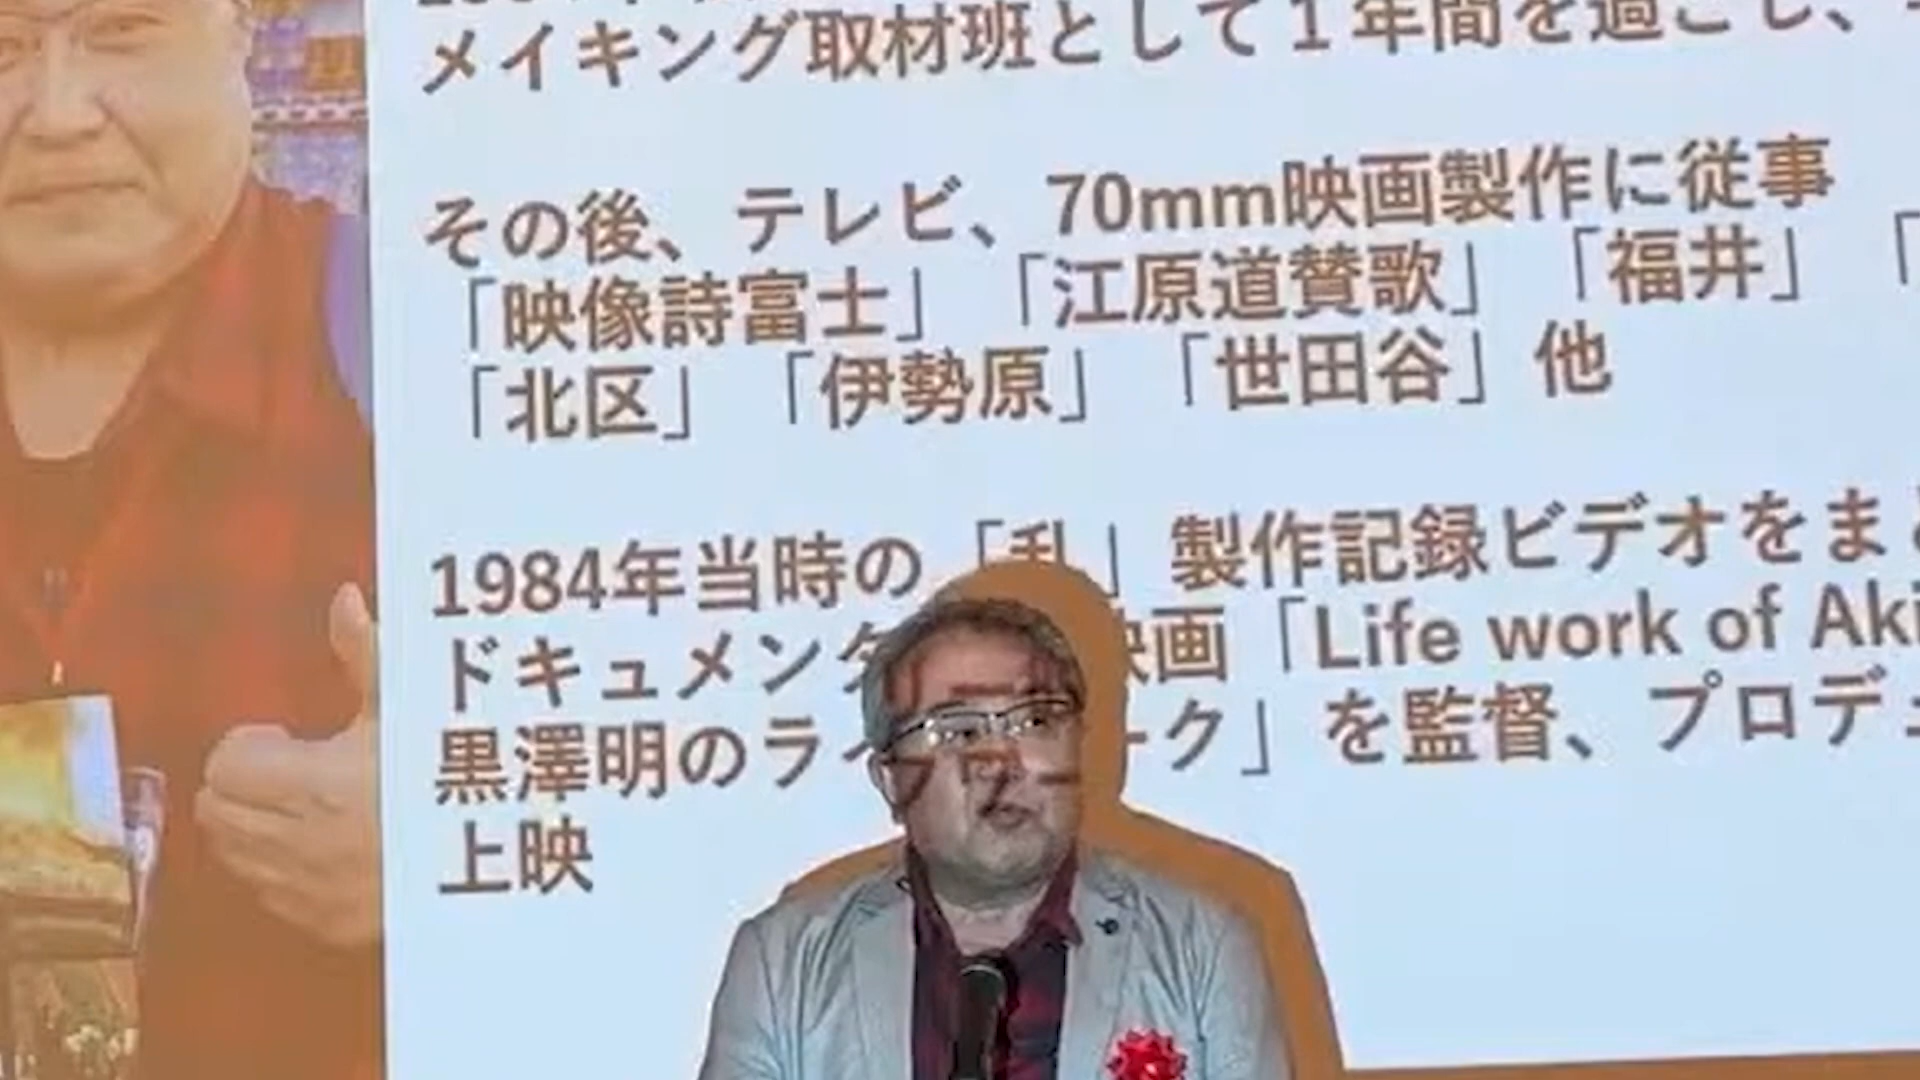 メイキング取材班として1年間を過ごし、
その後、テレビ、70mm映画製作に従事
「映像詩富士」「江原道賛歌」「福井」「
「北区」「伊勢原」「世田谷」他
1984年当時の「乱」製作記録ビデオをま
ドキュメンタ 映画「Life work of Aki
黒澤明のライ ーク」を監督、プロデュ
上映